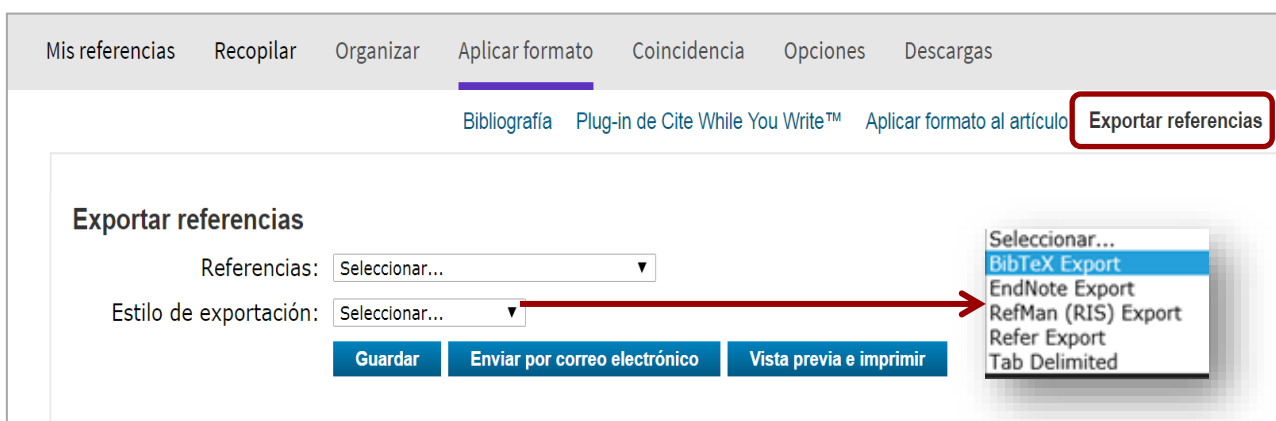 Mis referencias Recopilar Organizar Aplicar formato Coincidencia Opciones Descargas
Bibliografía Plug-in de Cite While You Write™ Aplicar formato al artículo Exportar referencias
Exportar referencias
Referencias: Seleccionar...
Estilo de exportación: Seleccionar...
Guardar Enviar por correo electrónico Vista previa e imprimir
Seleccionar...
BibTeX Export
EndNote Export
RefMan (RIS) Export
Refer Export
Tab Delimited